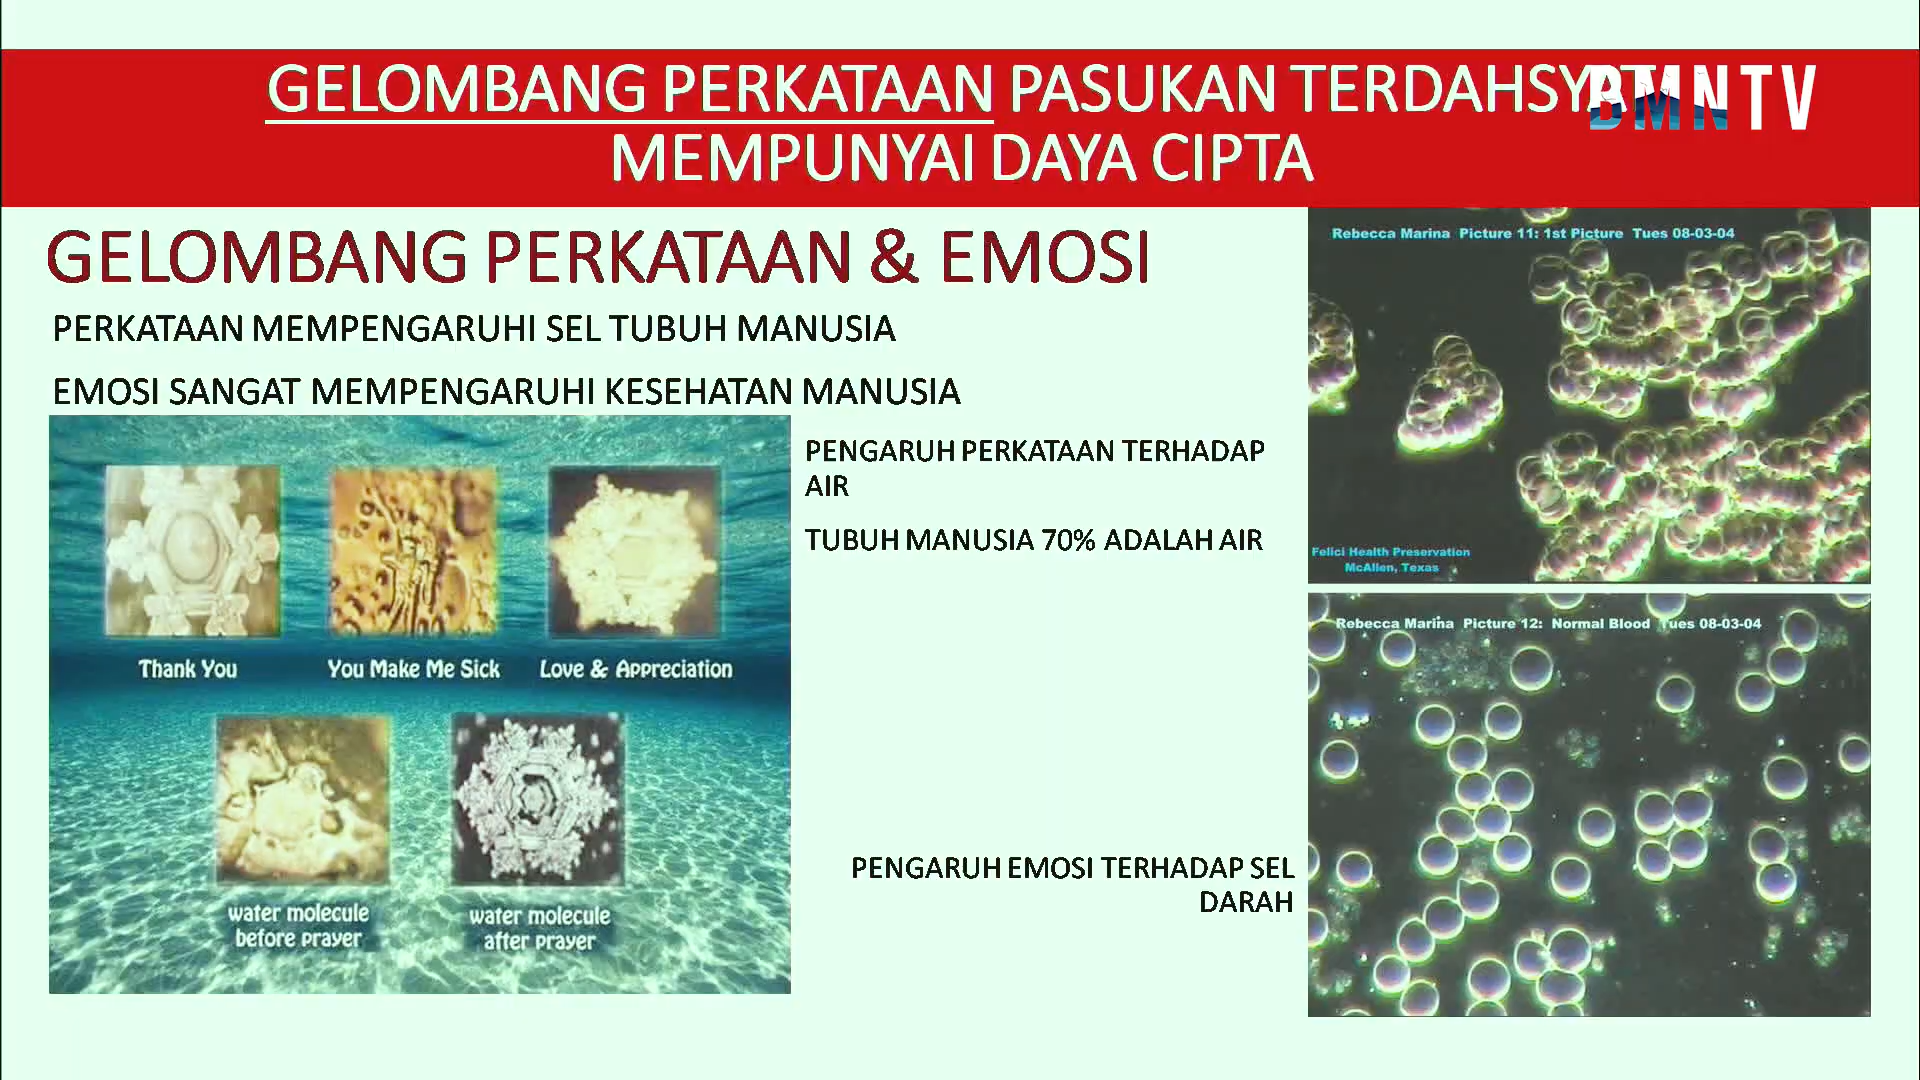 GELOMBANG PERKATAAN PASUKAN TERDAHSYAT
BMNTV
MEMPUNYAI DAYA CIPTA
GELOMBANG PERKATAAN & EMOSI
PERKATAAN MEMPENGARUHI SEL TUBUH MANUSIA
EMOSI SANGAT MEMPENGARUHI KESEHATAN MANUSIA
Thank You
You Make Me Sick
Love & Appreciation
water molecule
before prayer
water molecule
after prayer
PENGARUH PERKATAAN TERHADAP
AIR
TUBUH MANUSIA 70% ADALAH AIR
PENGARUH EMOSI TERHADAP SEL
DARAH
Rebecca Marina Picture 11: 1st Picture Tues 08-03-04
Felici Health Preservation
McAllen, Texas
Rebecca Marina Picture 12: Normal Blood Tues 08-03-04